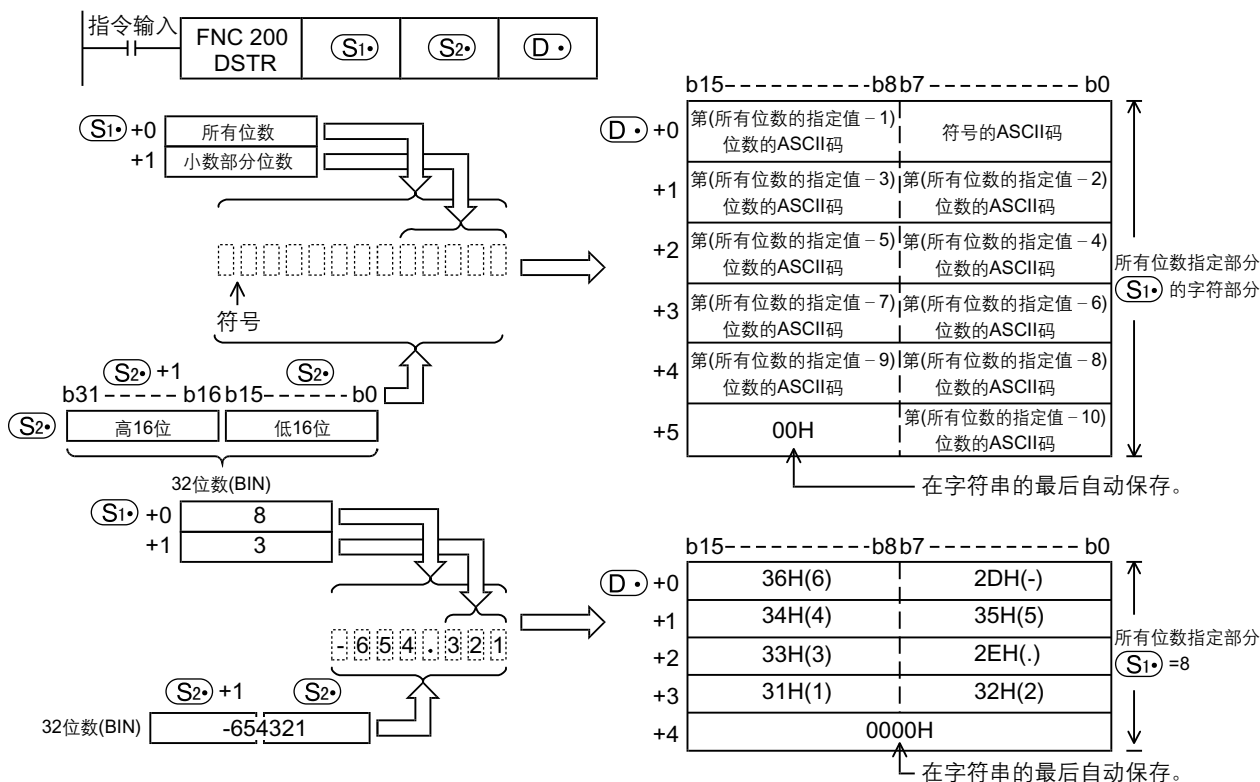 指令输入
FNC 200
DSTR
S1•
S2•
D •
S1• +0 所有位数
+1 小数部分位数
符号
S2• +1 S2•
b31 ------ b16 b15------- b0
S2• 高16位 低16位
32位数(BIN)
b15-----------b8 b7 ---------- b0
D • +0 第(所有位数的指定值－1)位数的ASCII码 符号的ASCII码
+1 第(所有位数的指定值－3)位数的ASCII码 第(所有位数的指定值－2)位数的ASCII码
+2 第(所有位数的指定值－5)位数的ASCII码 第(所有位数的指定值－4)位数的ASCII码
+3 第(所有位数的指定值－7)位数的ASCII码 第(所有位数的指定值－6)位数的ASCII码
+4 第(所有位数的指定值－9)位数的ASCII码 第(所有位数的指定值－8)位数的ASCII码
+5 00H 第(所有位数的指定值－10)位数的ASCII码
所有位数指定部分
S1• 的字符部分
在字符串的最后自动保存。
S1• +0 8
+1 3
- 6 5 4 . 3 2 1
S2• +1 S2•
32位数(BIN) -654321
b15-----------b8 b7 ---------- b0
D • +0 36H(6) 2DH(-)
+1 34H(4) 35H(5)
+2 33H(3) 2EH(.)
+3 31H(1) 32H(2)
+4 0000H
所有位数指定部分
S1• =8
在字符串的最后自动保存。